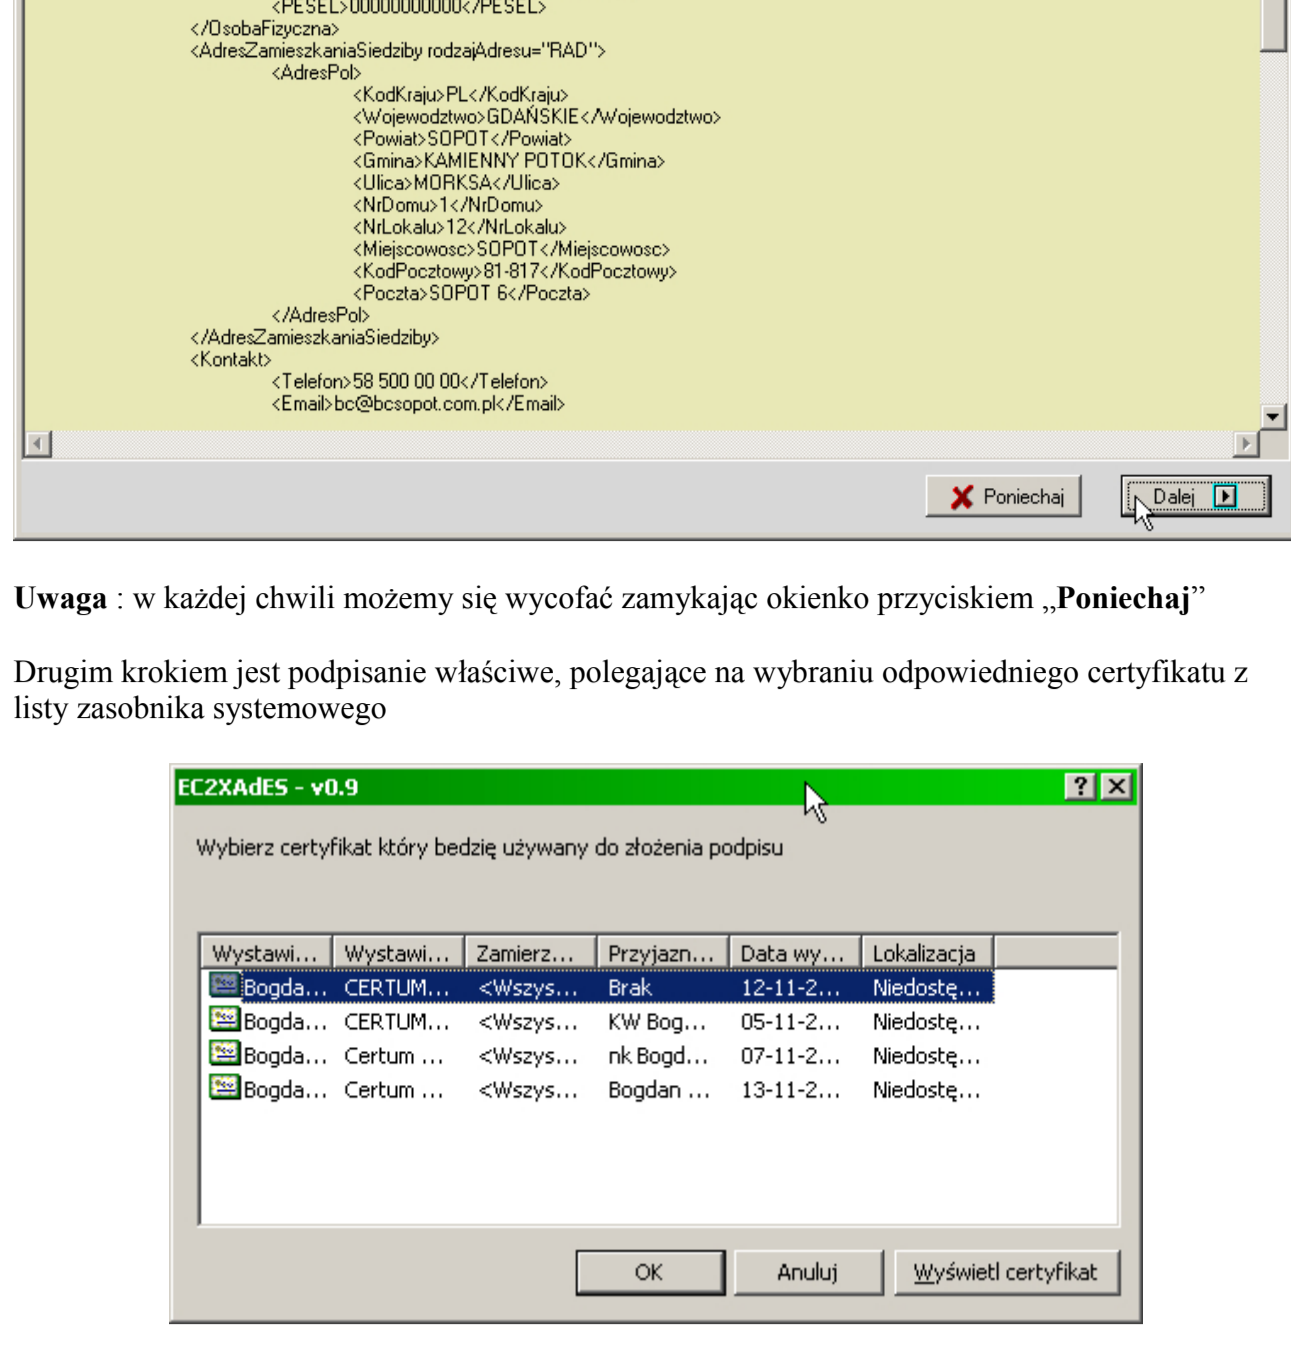 <PESEL>00000000000</PESEL>
</OsobaFizyczna>
<AdresZamieszkaniaSiedziby rodzajAdresu="RAD">
<AdresPol>
<KodKraju>PL</KodKraju>
<Wojewodztwo>GDAŃSKIE</Wojewodztwo>
<Powiat>SOPOT</Powiat>
<Gmina>KAMIENNY POTOK</Gmina>
<Ulica>MORKSA</Ulica>
<NrDomu>1</NrDomu>
<NrLokalu>12</NrLokalu>
<Miejscowosc>SOPOT</Miejscowosc>
<KodPocztowy>81-817</KodPocztowy>
<Poczta>SOPOT 6</Poczta>
</AdresPol>
</AdresZamieszkaniaSiedziby>
<Kontakt>
<Telefon>58 500 00 00</Telefon>
<Email>bc@bcsopot.com.pl</Email>
Poniechaj Dalej
Uwaga : w każdej chwili możemy się wycofać zamykając okienko przyciskiem „Poniechaj”
Drugim krokiem jest podpisanie właściwe, polegające na wybraniu odpowiedniego certyfikatu z
listy zasobnika systemowego
EC2XAdES - v0.9
Wybierz certyfikat który bedzię używany do złożenia podpisu
Wystawi... Wystawi... Zamierz... Przyjazn... Data wy... Lokalizacja
Bogda... CERTUM... <Wszys... Brak 12-11-2... Niedostę...
Bogda... CERTUM... <Wszys... KW Bog... 05-11-2... Niedostę...
Bogda... Certum ... <Wszys... nk Bogd... 07-11-2... Niedostę...
Bogda... Certum ... <Wszys... Bogdan ... 13-11-2... Niedostę...
OK Anuluj Wyświetl certyfikat